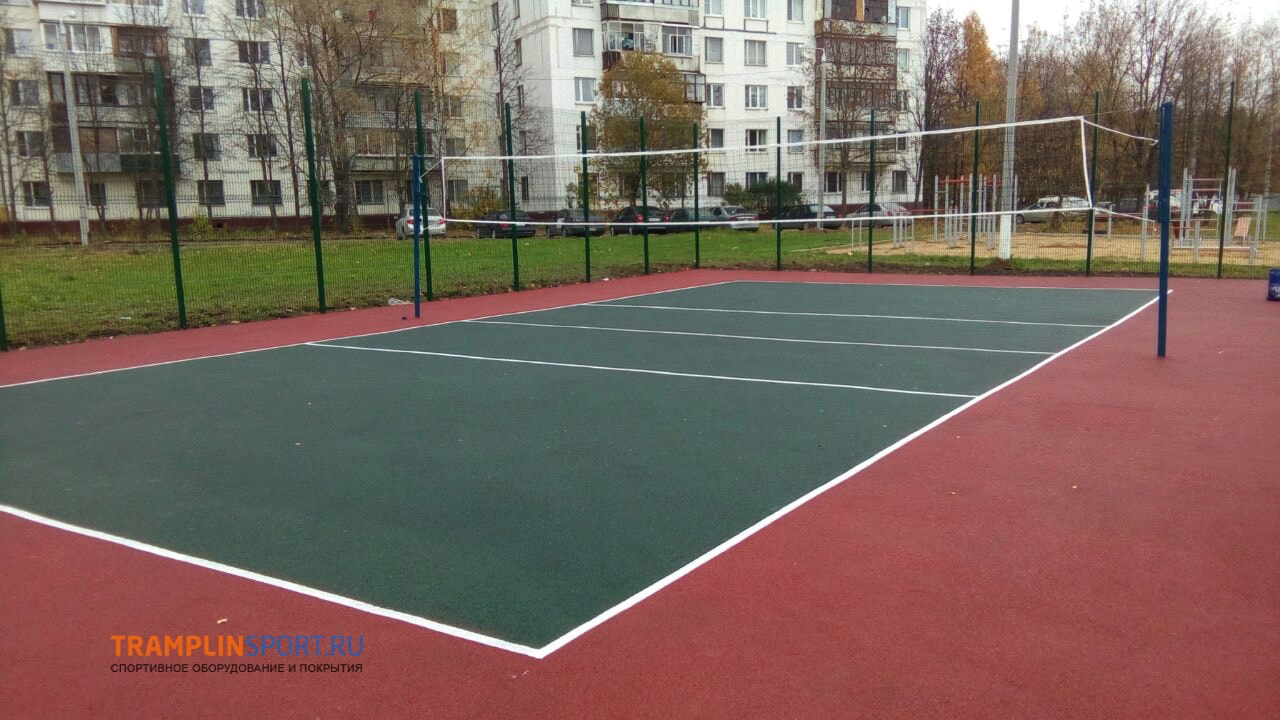 TRAMPLINSPORT.RU
СПОРТИВНОЕ ОБОРУДОВАНИЕ И ПОКРЫТИЯ